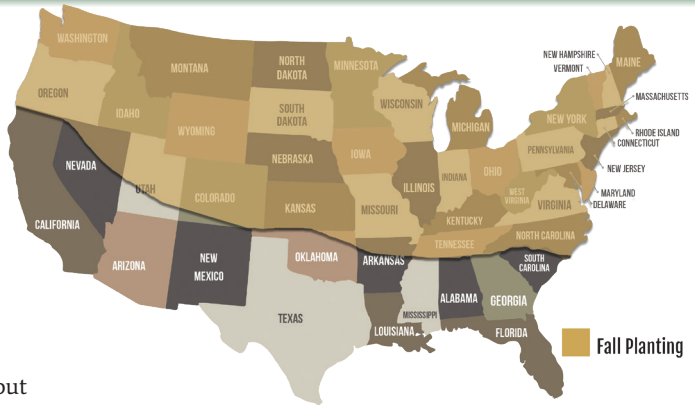 WASHINGTON
OREGON
IDAHO
MONTANA
WYOMING
NORTH
DAKOTA
SOUTH
DAKOTA
NEBRASKA
KANSAS
MINNESOTA
IOWA
MISSOURI
WISCONSIN
ILLINOIS
MICHIGAN
INDIANA
OHIO
KENTUCKY
TENNESSEE
WEST
VIRGINIA
VIRGINIA
NORTH CAROLINA
PENNSYLVANIA
NEW YORK
NEW HAMPSHIRE
VERMONT
MAINE
MASSACHUSETTS
RHODE ISLAND
CONNECTICUT
NEW JERSEY
MARYLAND
DELAWARE
NEVADA
UTAH
COLORADO
CALIFORNIA
ARIZONA
NEW
MEXICO
OKLAHOMA
TEXAS
ARKANSAS
LOUISIANA
MISSISSIPPI
ALABAMA
GEORGIA
SOUTH
CAROLINA
FLORIDA
Fall Planting
out